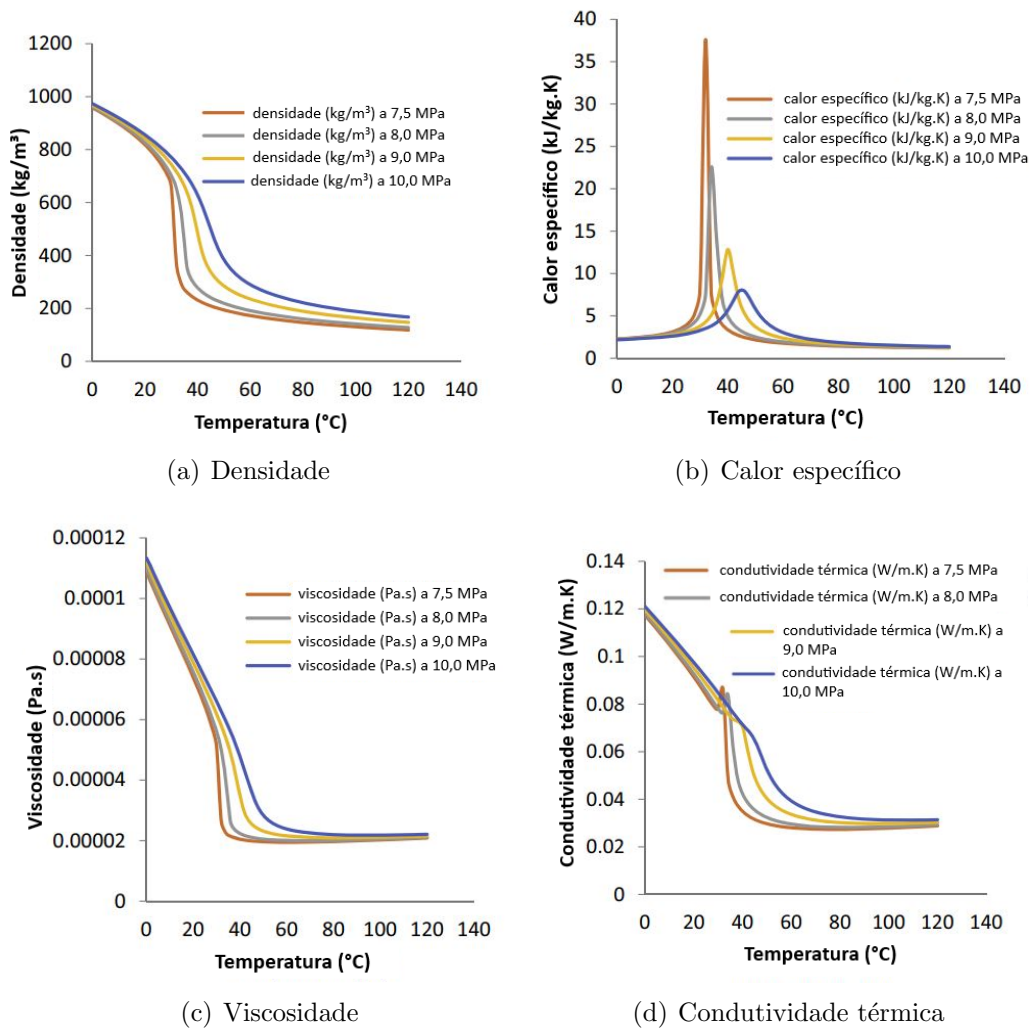 1200
1000
800
600
400
200
0
0 20 40 60 80 100 120 140
Densidade (kg/m³)
densidade (kg/m³) a 7,5 MPa
densidade (kg/m³) a 8,0 MPa
densidade (kg/m³) a 9,0 MPa
densidade (kg/m³) a 10,0 MPa
Temperatura (°C)
(a) Densidade
40
35
30
25
20
15
10
5
0
0 20 40 60 80 100 120 140
Calor específico (kJ/kg.K)
calor específico (kJ/kg.K) a 7,5 MPa
calor específico (kJ/kg.K) a 8,0 MPa
calor específico (kJ/kg.K) a 9,0 MPa
calor específico (kJ/kg.K) a 10,0 MPa
Temperatura (°C)
(b) Calor específico
0.00012
0.0001
0.00008
0.00006
0.00004
0.00002
0
0 20 40 60 80 100 120 140
Viscosidade (Pa.s)
viscosidade (Pa.s) a 7,5 MPa
viscosidade (Pa.s) a 8,0 MPa
viscosidade (Pa.s) a 9,0 MPa
viscosidade (Pa.s) a 10,0 MPa
Temperatura (°C)
(c) Viscosidade
0.14
0.12
0.1
0.08
0.06
0.04
0.02
0
0 20 40 60 80 100 120 140
Condutividade térmica (W/m.K)
condutividade térmica (W/m.K) a 7,5 MPa
condutividade térmica (W/m.K) a 8,0 MPa
condutividade térmica (W/m.K) a
9,0 MPa
condutividade térmica (W/m.K) a
10,0 MPa
Temperatura (°C)
(d) Condutividade térmica